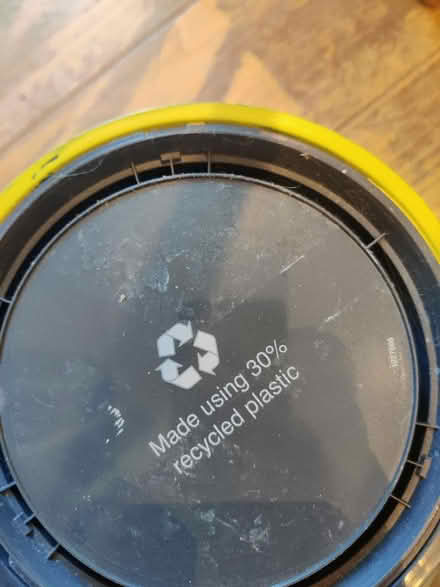 Made using 30%
recycled plastic